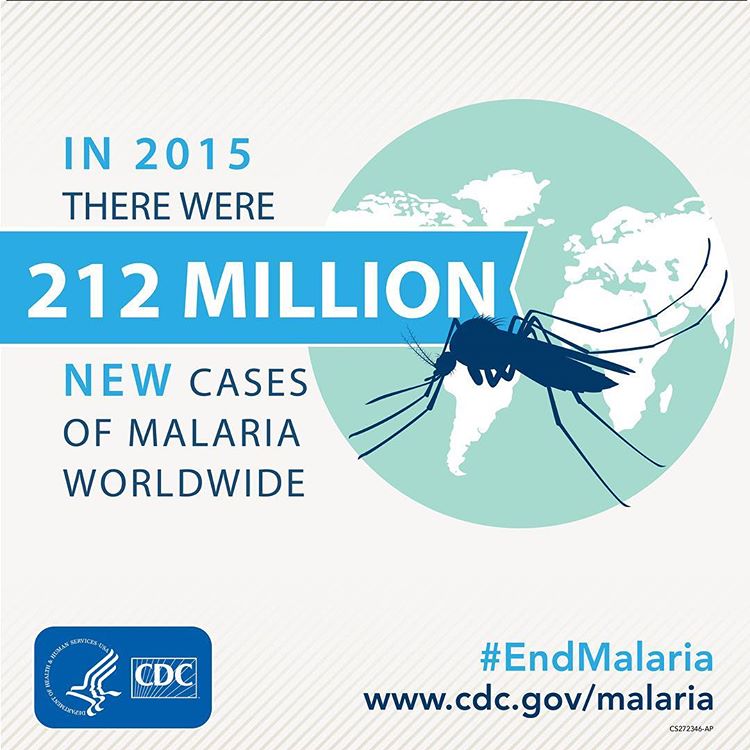 IN 2015
THERE WERE
212 MILLION
NEW CASES
OF MALARIA
WORLDWIDE
DEPARTMENT OF HEALTH & HUMAN SERVICES·USA
CDC
#EndMalaria
www.cdc.gov/malaria
CS272346-AP